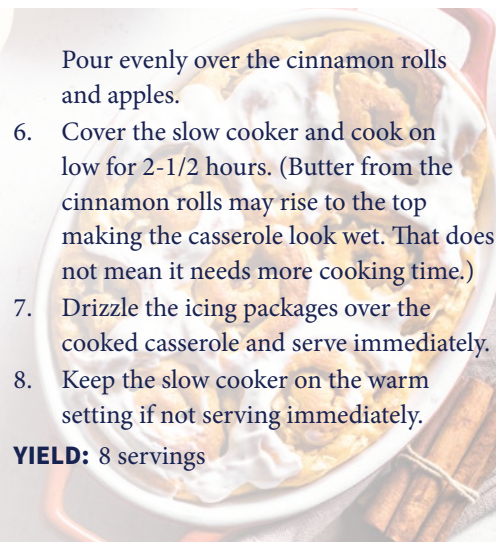 Pour evenly over the cinnamon rolls
and apples.
6. Cover the slow cooker and cook on
low for 2-1/2 hours. (Butter from the
cinnamon rolls may rise to the top
making the casserole look wet. That does
not mean it needs more cooking time.)
7. Drizzle the icing packages over the
cooked casserole and serve immediately.
8. Keep the slow cooker on the warm
setting if not serving immediately.
YIELD: 8 servings